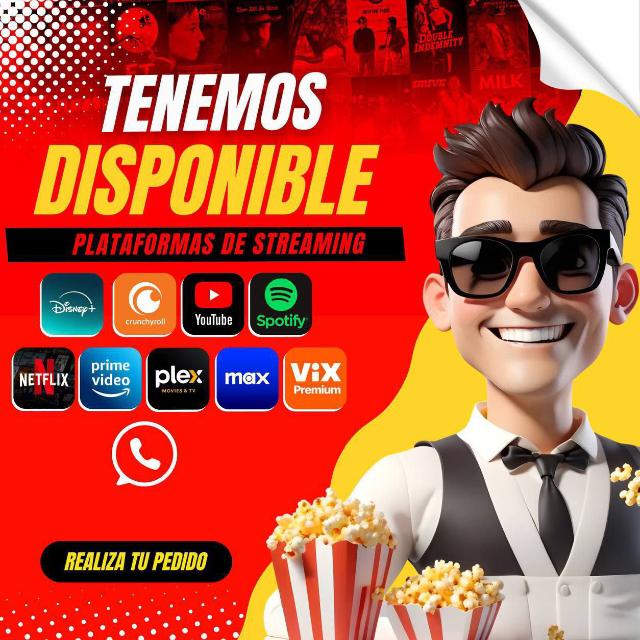 DOUBLE
INDEMNITY
DRIVE
MILK
TENEMOS
DISPONIBLE
PLATAFORMAS DE STREAMING
Disney+
crunchyroll
YouTube
Spotify
NETFLIX
prime
video
plex
MOVIES & TV
max
ViX
Premium
REALIZA TU PEDIDO